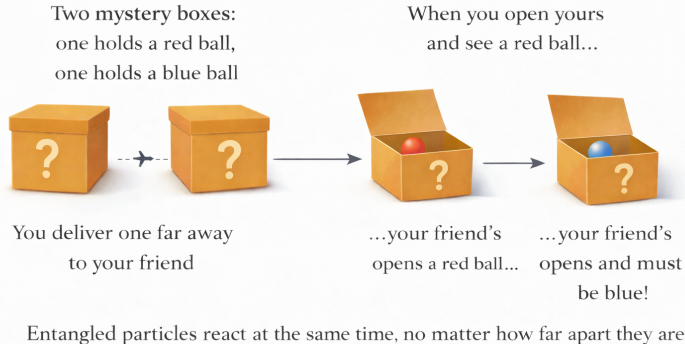 Two mystery boxes:
one holds a red ball,
one holds a blue ball
When you open yours
and see a red ball...
?
?
?
?
You deliver one far away
to your friend
...your friend's
opens a red ball...
...your friend's
opens and must
be blue!
Entangled particles react at the same time, no matter how far apart they are